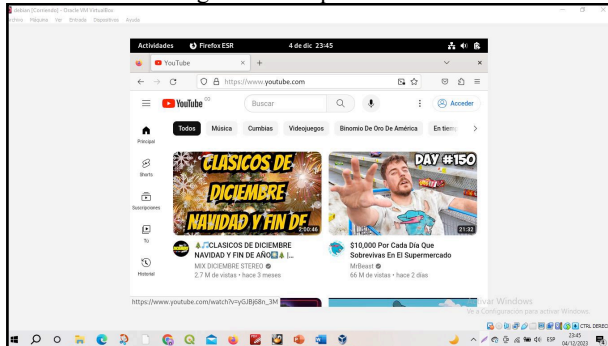 debian [Corriendo] - Oracle VM VirtualBox
Archivo Máquina Ver Entrada Dispositivos Ayuda
Actividades Firefox ESR 4 de dic 23:45
YouTube
https://www.youtube.com
YouTube CO
Buscar
Acceder
Todos Música Cumbias Videojuegos Binomio De Oro De América En tiem
Principal
Shorts
Suscripciones
Tú
Historial
CLASICOS DE
DICIEMBRE
NAVIDAD Y FIN DE
2:00:46
DAY #150
21:32
CLASICOS DE DICIEMBRE
NAVIDAD Y FIN DE AÑO
MIX DICIEMBRE STEREO
2.7 M de vistas • hace 3 meses
$10,000 Por Cada Día Que
Sobrevivas En El Supermercado
MrBeast
66 M de vistas • hace 2 días
https://www.youtube.com/watch?v=yGJBj68n_3M
Activar Windows
Ve a Configuración para activar Windows.
CTRL DERECHO
ESP
23:45
04/12/2023